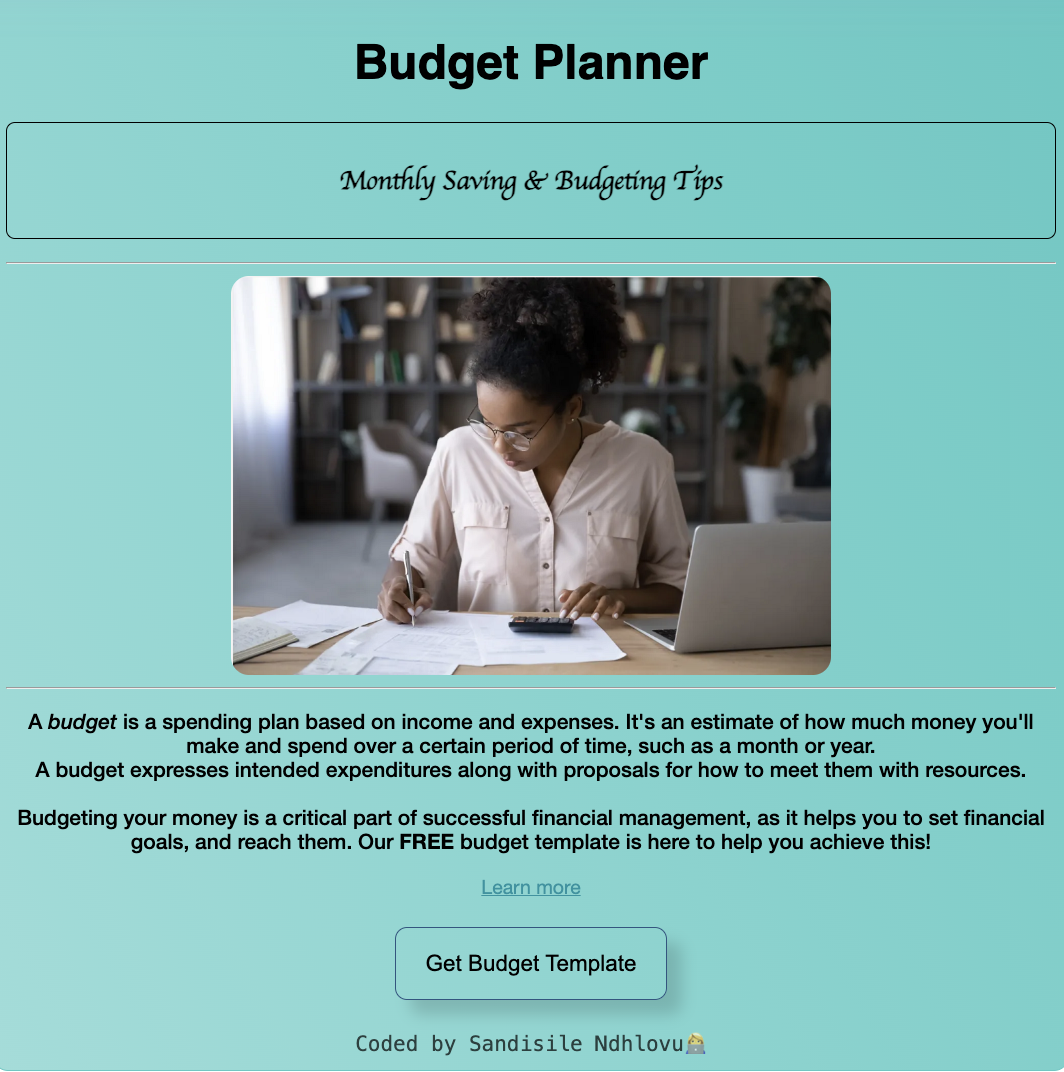 Budget Planner
Monthly Saving & Budgeting Tips
A budget is a spending plan based on income and expenses. It's an estimate of how much money you'll
make and spend over a certain period of time, such as a month or year.
A budget expresses intended expenditures along with proposals for how to meet them with resources.
Budgeting your money is a critical part of successful financial management, as it helps you to set financial
goals, and reach them. Our FREE budget template is here to help you achieve this!
Learn more
Get Budget Template
Coded by Sandisile Ndhlovu👩🏼‍💻